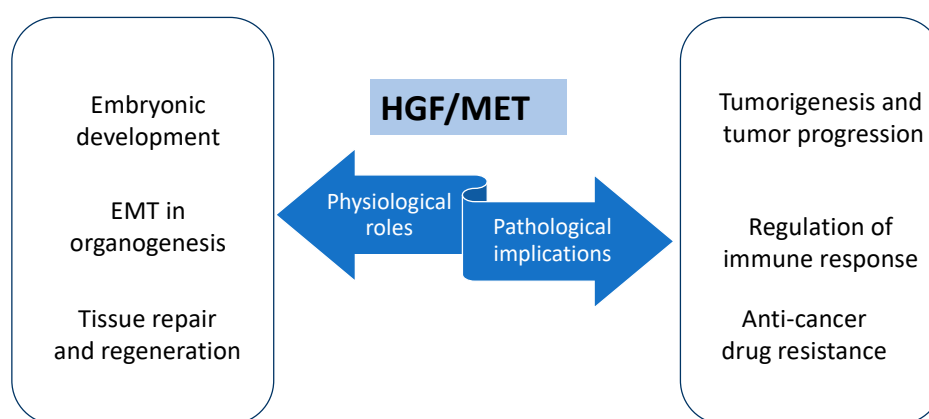 Embryonic
development
EMT in
organogenesis
Tissue repair
and regeneration
HGF/MET
Physiological
roles
Pathological
implications
Tumorigenesis and
tumor progression
Regulation of
immune response
Anti-cancer
drug resistance